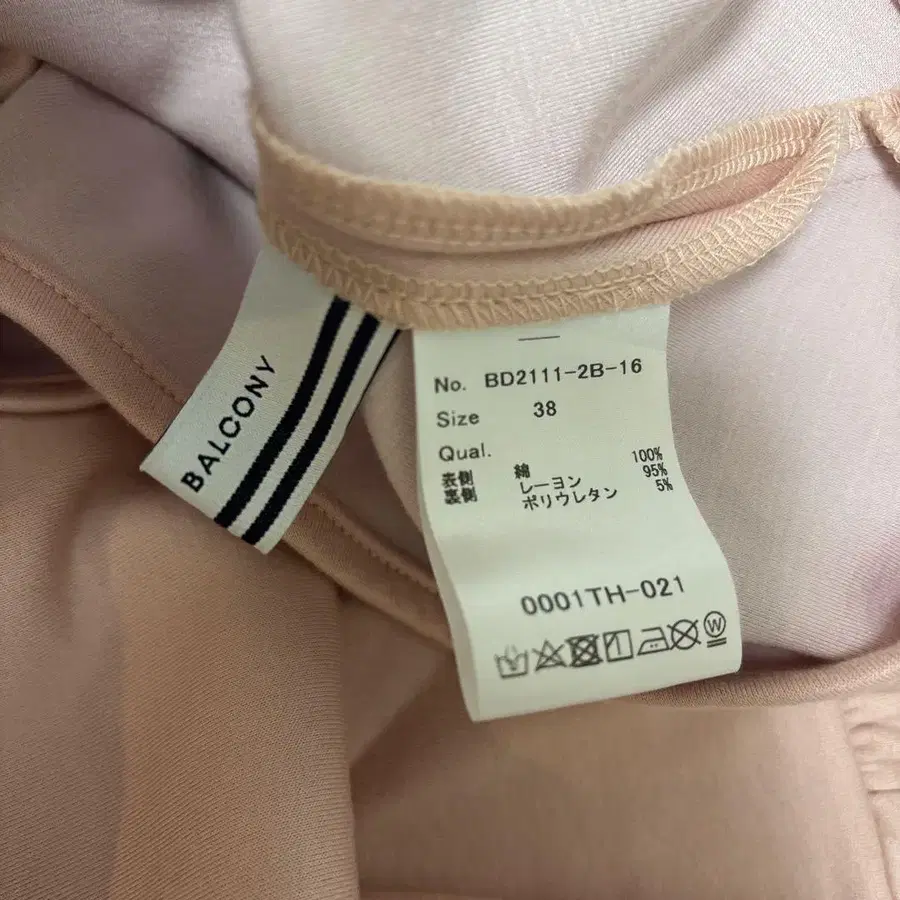 BALCONY
No. BD2111-2B-16
Size 38
Qual.
表側 綿 100%
裏側 レーヨン 95%
ポリウレタン 5%
0001TH-021
W